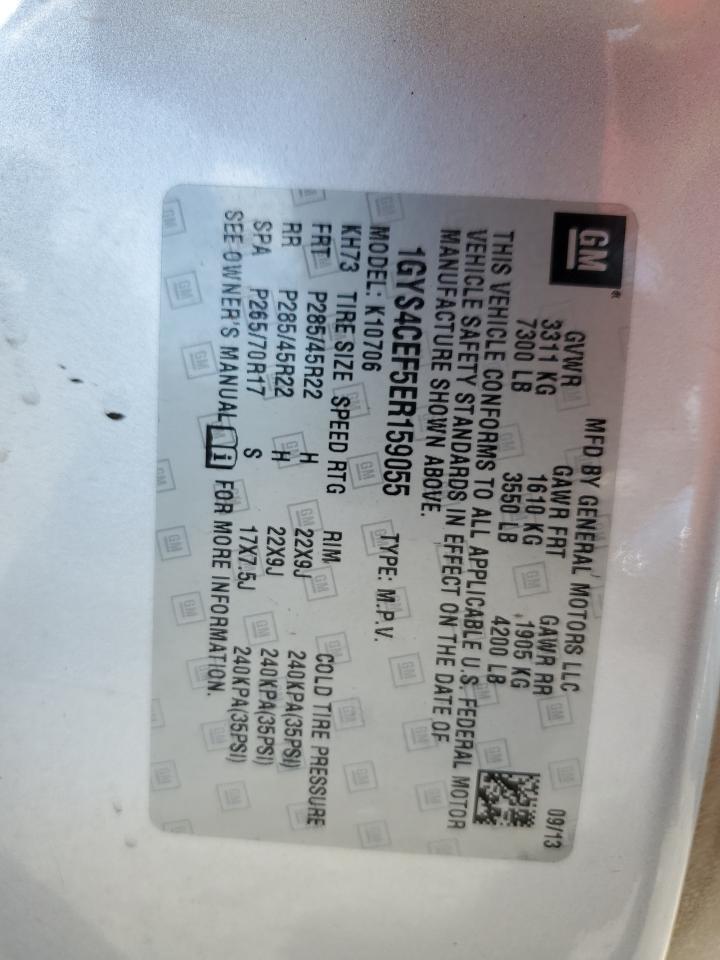 GM®
MFD BY GENERAL MOTORS LLC 09/13
GVWR GAWR FRT GAWR RR
3311 KG 1610 KG 1905 KG
7300 LB 3550 LB 4200 LB
THIS VEHICLE CONFORMS TO ALL APPLICABLE U.S. FEDERAL MOTOR
VEHICLE SAFETY STANDARDS IN EFFECT ON THE DATE OF
MANUFACTURE SHOWN ABOVE.
1GYS4CEF5ER159055 TYPE: M.P.V.
MODEL: K10706
KH73 TIRE SIZE SPEED RTG RIM COLD TIRE PRESSURE
FRT P285/45R22 H 22X9J 240KPA(35PSI)
RR P285/45R22 H 22X9J 240KPA(35PSI)
SPA P265/70R17 S 17X7.5J 240KPA(35PSI)
SEE OWNER'S MANUAL FOR MORE INFORMATION.